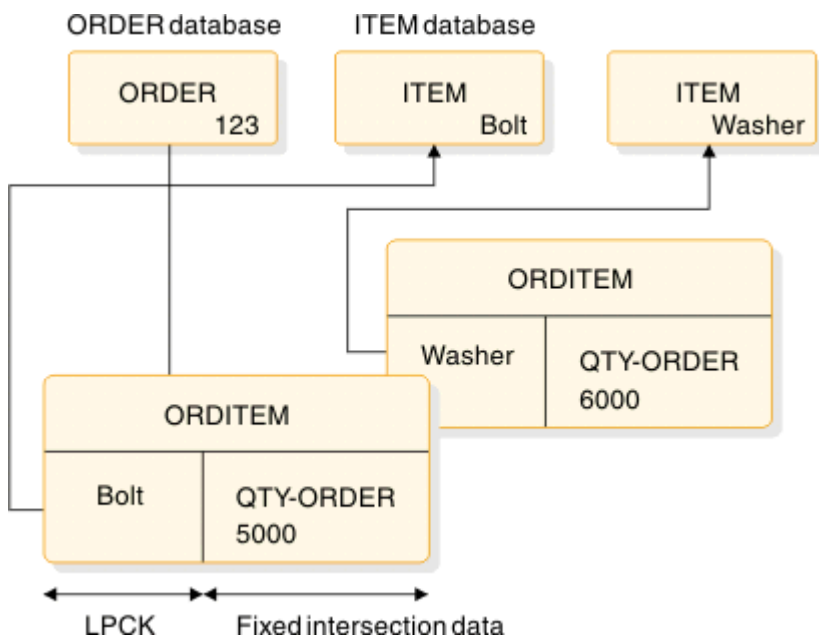 ORDER database
ITEM database
ORDER
123
ITEM
Bolt
ITEM
Washer
ORDITEM
Washer
QTY-ORDER
6000
ORDITEM
Bolt
QTY-ORDER
5000
LPCK
Fixed intersection data